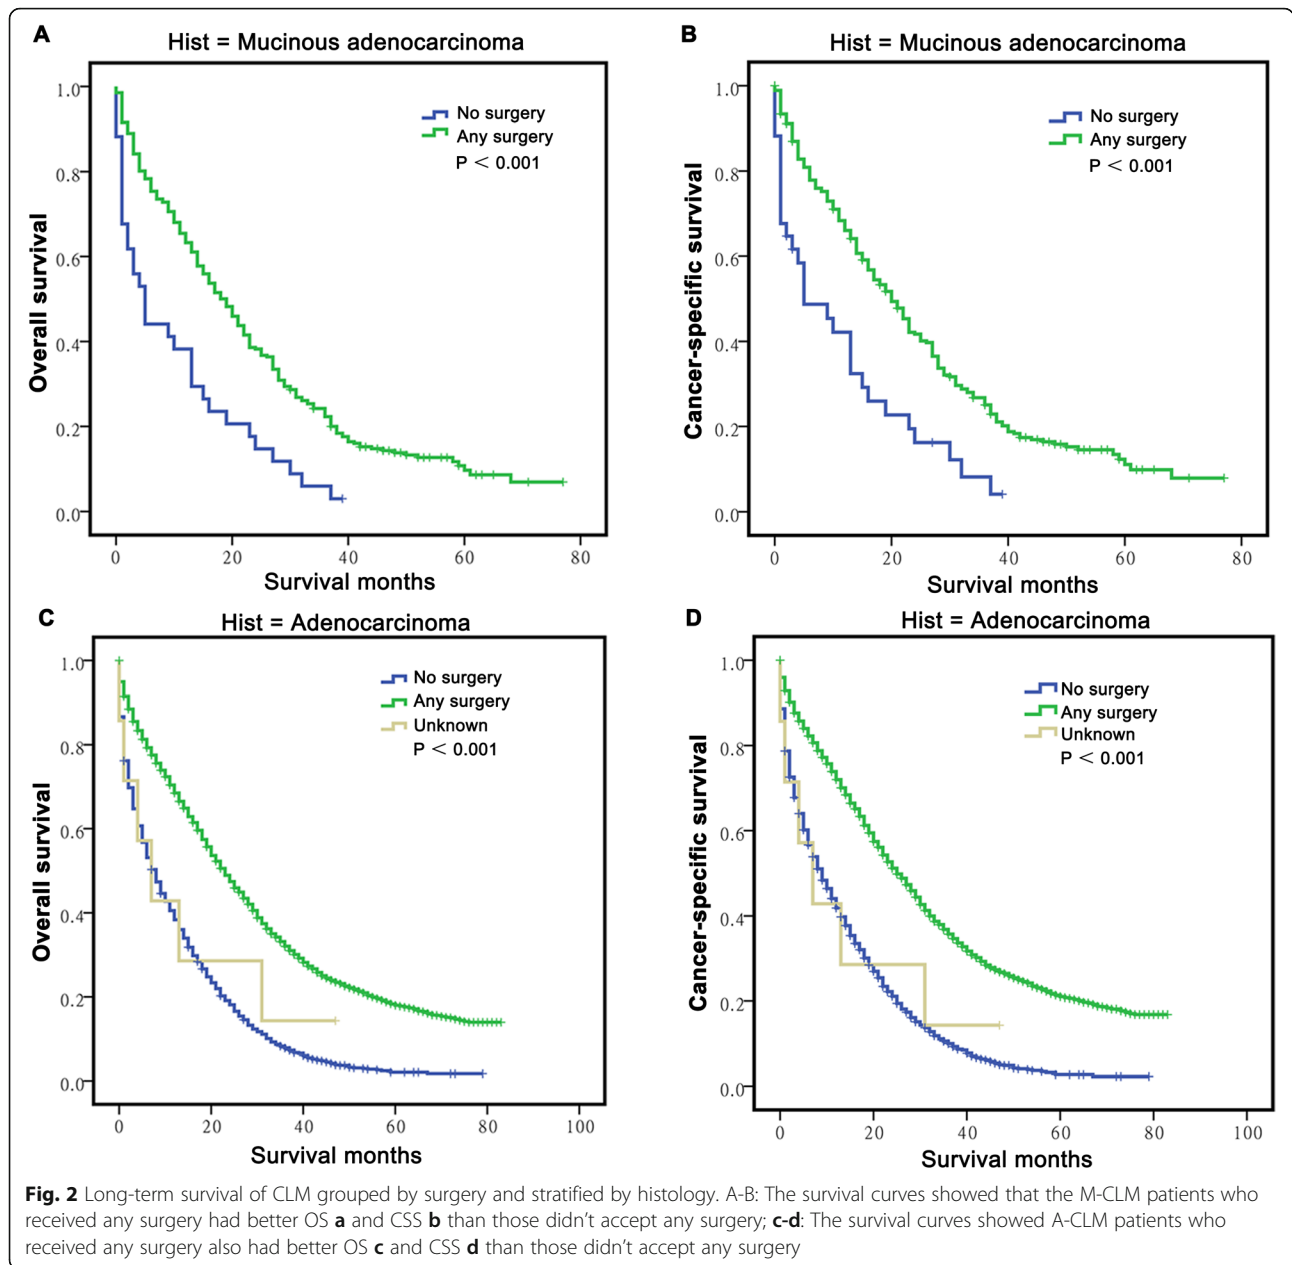 A
Hist = Mucinous adenocarcinoma
1.0
0.8
0.6
0.4
0.2
0.0
Overall survival
No surgery
Any surgery
P < 0.001
0 20 40 60 80
Survival months
B
Hist = Mucinous adenocarcinoma
1.0
0.8
0.6
0.4
0.2
0.0
Cancer-specific survival
No surgery
Any surgery
P < 0.001
0 20 40 60 80
Survival months
C
Hist = Adenocarcinoma
1.0
0.8
0.6
0.4
0.2
0.0
Overall survival
No surgery
Any surgery
Unknown
P < 0.001
0 20 40 60 80 100
Survival months
D
Hist = Adenocarcinoma
1.0
0.8
0.6
0.4
0.2
0.0
Cancer-specific survival
No surgery
Any surgery
Unknown
P < 0.001
0 20 40 60 80 100
Survival months
Fig. 2 Long-term survival of CLM grouped by surgery and stratified by histology. A-B: The survival curves showed that the M-CLM patients who
received any surgery had better OS a and CSS b than those didn't accept any surgery; c-d: The survival curves showed A-CLM patients who
received any surgery also had better OS c and CSS d than those didn't accept any surgery